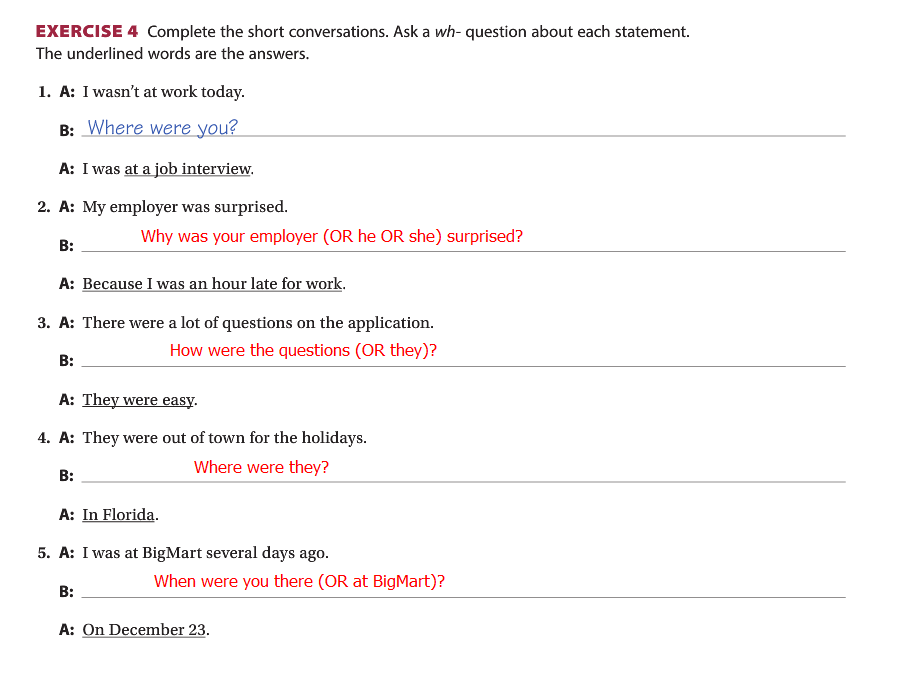 EXERCISE 4 Complete the short conversations. Ask a wh- question about each statement.
The underlined words are the answers.
1. A: I wasn't at work today.
B: Where were you?
A: I was at a job interview.
2. A: My employer was surprised.
B: Why was your employer (OR he OR she) surprised?
A: Because I was an hour late for work.
3. A: There were a lot of questions on the application.
B: How were the questions (OR they)?
A: They were easy.
4. A: They were out of town for the holidays.
B: Where were they?
A: In Florida.
5. A: I was at BigMart several days ago.
B: When were you there (OR at BigMart)?
A: On December 23.